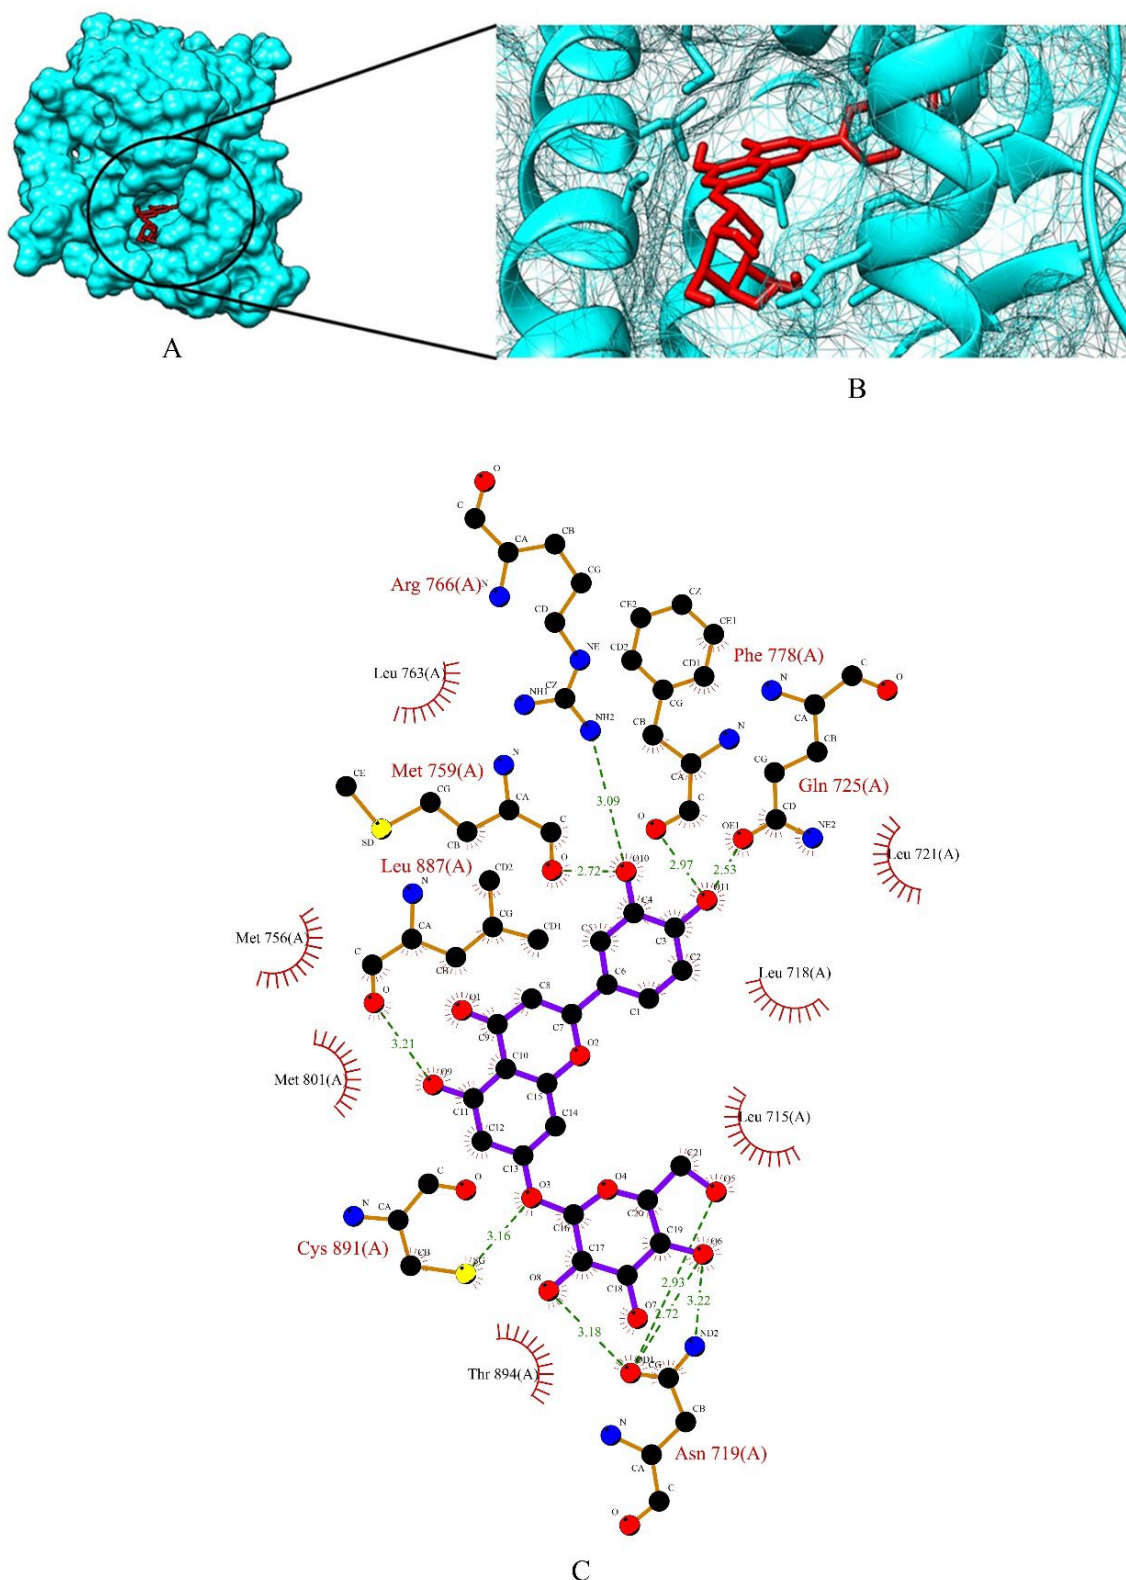 A
B
O
C
CA
CB
CG
N
Arg 766(A)
CD
NE
CZ
NH1
NH2
Leu 763(A)
CZ
CE2
CE1
CD2
CD1
CG
Phe 778(A)
CB
N
CA
C
O
N
C
O
CA
CB
CG
Gln 725(A)
CD
OE1
NE2
Leu 721(A)
3.09
2.97
2.53
Met 759(A)
N
CE
CG
CA
SD
CB
C
O
2.72
O10
O11
Leu 887(A)
CD2
N
CG
CA
CD1
CB
C
O
Met 756(A)
C4
C5
C3
C2
C6
C1
Leu 718(A)
O1
C8
C9
C7
O2
C10
3.21
Met 801(A)
O9
C11
C15
C12
C14
C13
Leu 715(A)
C21
O5
O4
O3
C20
C16
C19
O6
C
O
N
CA
Cys 891(A)
CB
SG
3.16
C17
O8
C18
O7
2.93
2.72
3.22
3.18
ND2
Thr 894(A)
OD1
CG
CB
N
CA
Asn 719(A)
C
O
C